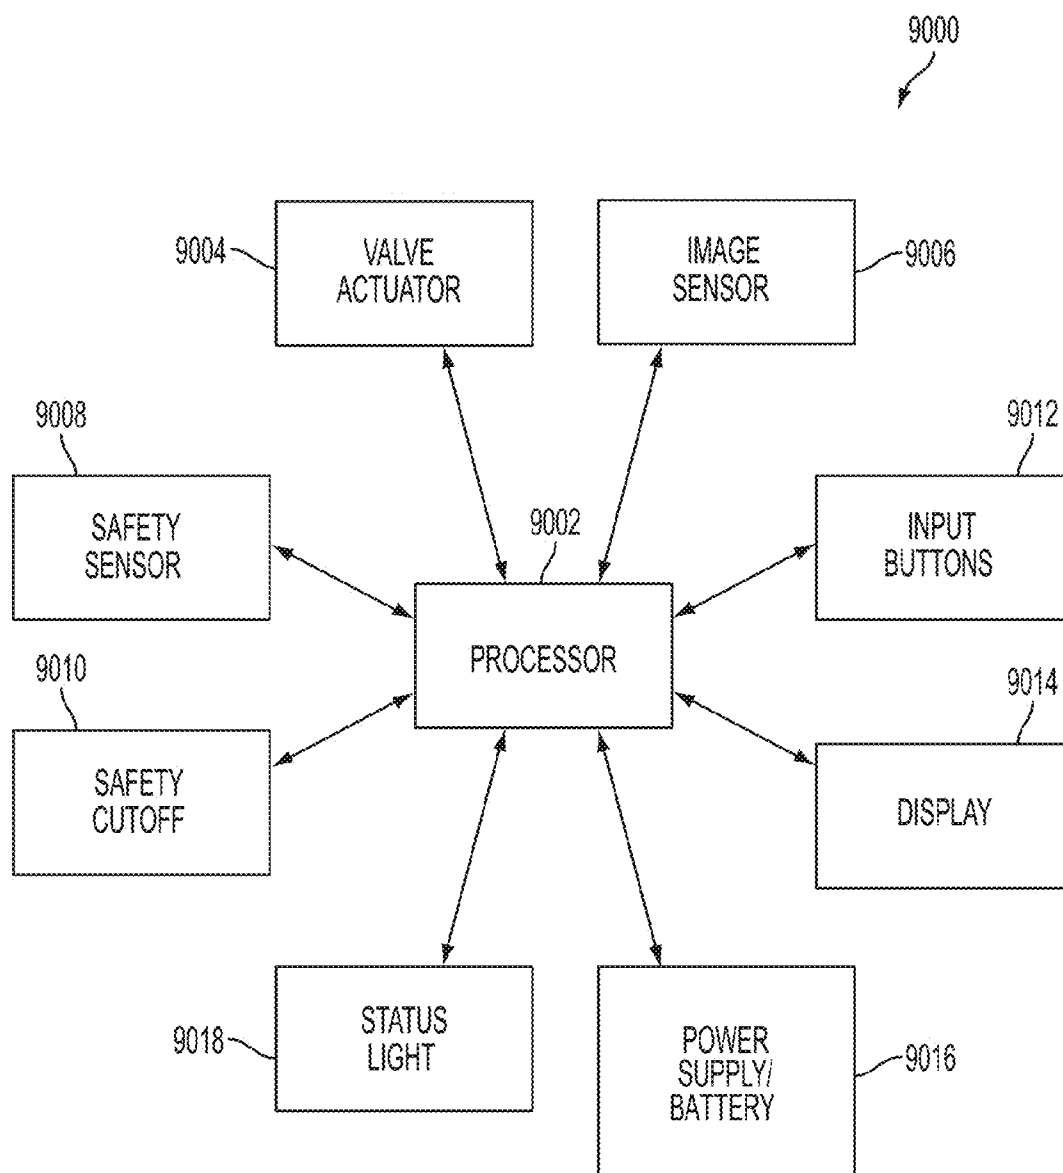 9000
9004
VALVE
ACTUATOR
IMAGE
SENSOR
9006
9008
SAFETY
SENSOR
9002
PROCESSOR
9012
INPUT
BUTTONS
9010
SAFETY
CUTOFF
9014
DISPLAY
9018
STATUS
LIGHT
POWER
SUPPLY/
BATTERY
9016